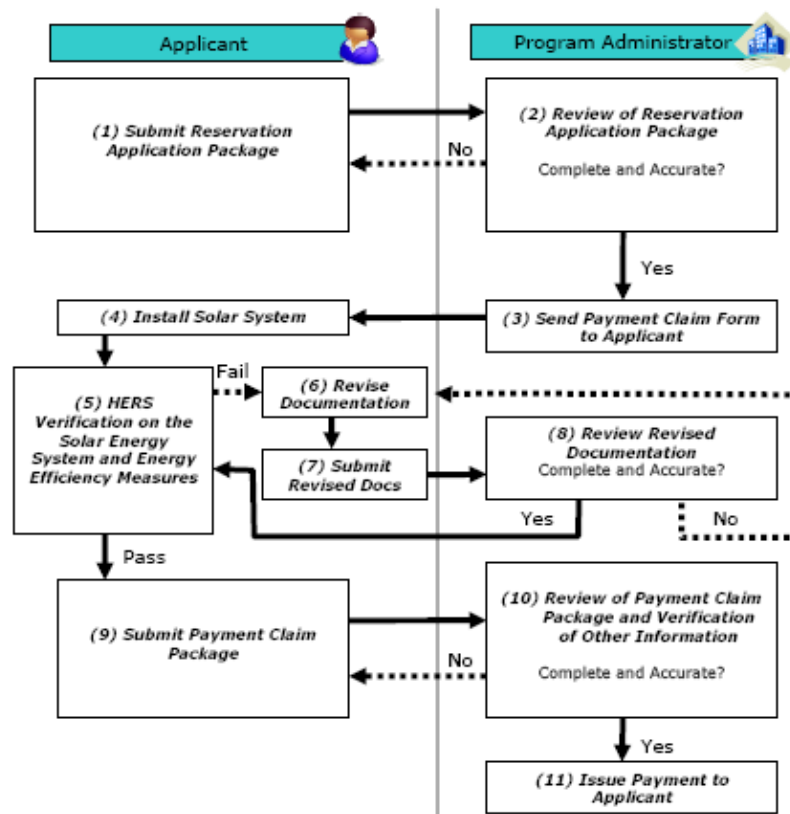 Applicant
Program Administrator
(1) Submit Reservation
Application Package
(2) Review of Reservation
Application Package
No
Complete and Accurate?
Yes
(4) Install Solar System
(3) Send Payment Claim Form
to Applicant
Fail
(5) HERS
Verification on the
Solar Energy
System and Energy
Efficiency Measures
(6) Revise
Documentation
(7) Submit
Revised Docs
(8) Review Revised
Documentation
Complete and Accurate?
Yes
No
Pass
(9) Submit Payment Claim
Package
(10) Review of Payment Claim
Package and Verification
of Other Information
No
Complete and Accurate?
Yes
(11) Issue Payment to
Applicant